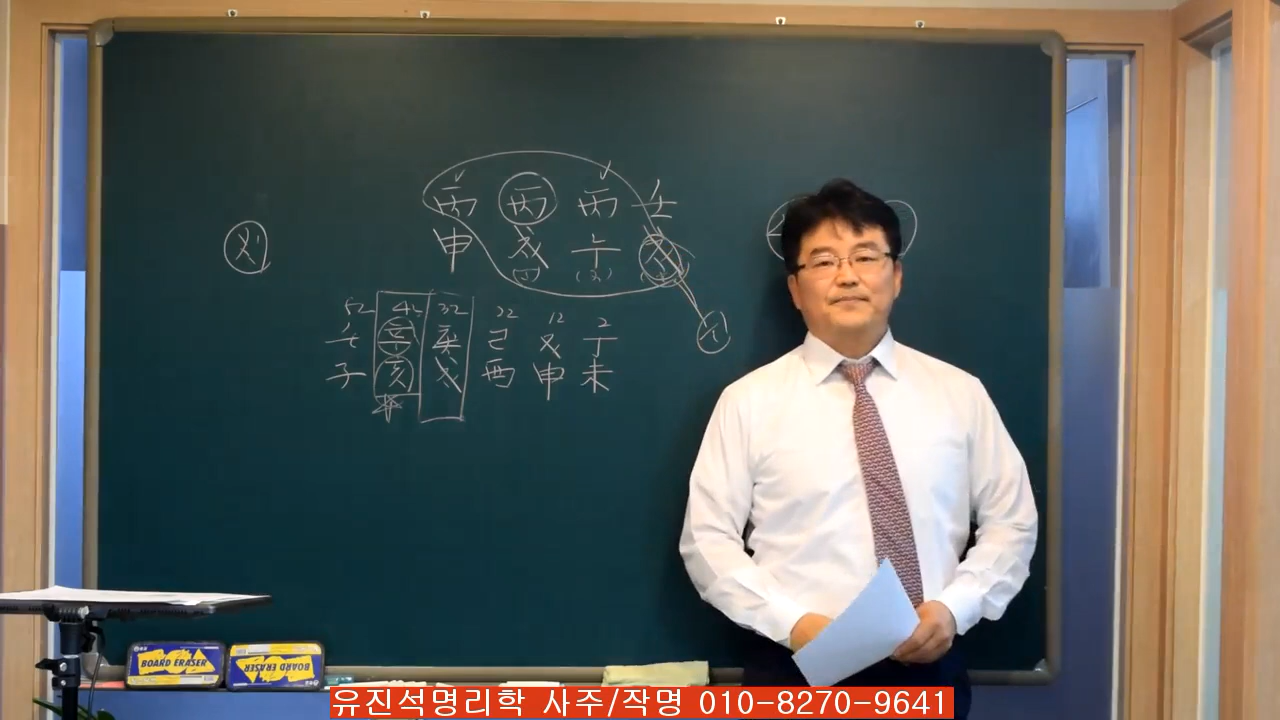 丙 丙 丙 壬
申 戌 午 戌
52 42 32 22 12 2
壬 辛 庚 己 戊 丁
子 亥 戌 酉 申 未
BOARD ERASER
BOARD ERASER
유진석명리학 사주/작명 010-8270-9641